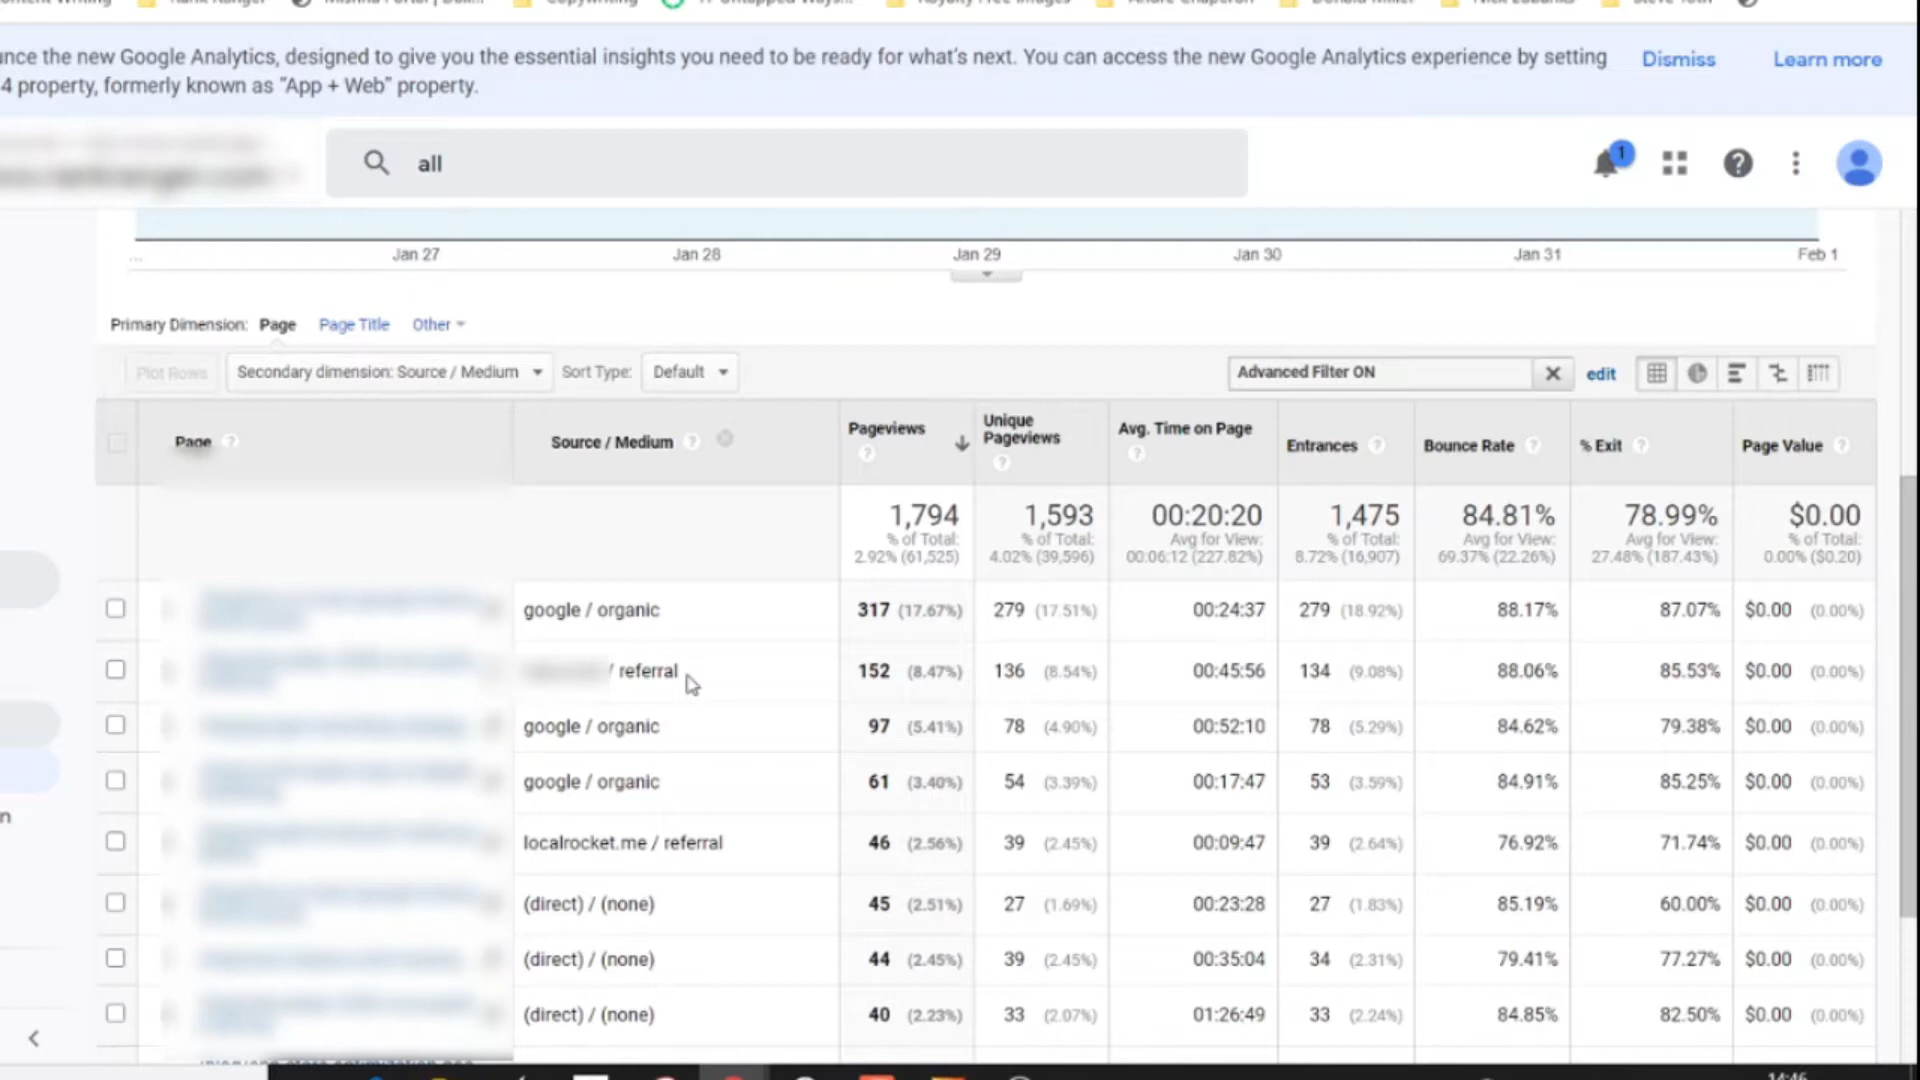 Copywriting
Royalty Free Images
Donald Miller
unce the new Google Analytics, designed to give you the essential insights you need to be ready for what's next. You can access the new Google Analytics experience by setting
4 property, formerly known as "App + Web" property.
Dismiss
Learn more
all
1
... Jan 27 Jan 28 Jan 29 Jan 30 Jan 31 Feb 1
Primary Dimension: Page Page Title Other
Plot Rows Secondary dimension: Source / Medium Sort Type: Default Advanced Filter ON edit
Page ? Source / Medium ? Pageviews ? Unique Pageviews ? Avg. Time on Page ? Entrances ? Bounce Rate ? % Exit ? Page Value ?
1,794 1,593 00:20:20 1,475 84.81% 78.99% $0.00
% of Total: % of Total: Avg for View: % of Total: Avg for View: Avg for View: % of Total:
2.92% (61,525) 4.02% (39,596) 00:06:12 (227.82%) 8.72% (16,907) 69.37% (22.26%) 27.48% (187.43%) 0.00% ($0.20)
google / organic 317 (17.67%) 279 (17.51%) 00:24:37 279 (18.92%) 88.17% 87.07% $0.00 (0.00%)
/ referral 152 (8.47%) 136 (8.54%) 00:45:56 134 (9.08%) 88.06% 85.53% $0.00 (0.00%)
google / organic 97 (5.41%) 78 (4.90%) 00:52:10 78 (5.29%) 84.62% 79.38% $0.00 (0.00%)
google / organic 61 (3.40%) 54 (3.39%) 00:17:47 53 (3.59%) 84.91% 85.25% $0.00 (0.00%)
localrocket.me / referral 46 (2.56%) 39 (2.45%) 00:09:47 39 (2.64%) 76.92% 71.74% $0.00 (0.00%)
(direct) / (none) 45 (2.51%) 27 (1.69%) 00:23:28 27 (1.83%) 85.19% 60.00% $0.00 (0.00%)
(direct) / (none) 44 (2.45%) 39 (2.45%) 00:35:04 34 (2.31%) 79.41% 77.27% $0.00 (0.00%)
(direct) / (none) 40 (2.23%) 33 (2.07%) 01:26:49 33 (2.24%) 84.85% 82.50% $0.00 (0.00%)
n
14:46